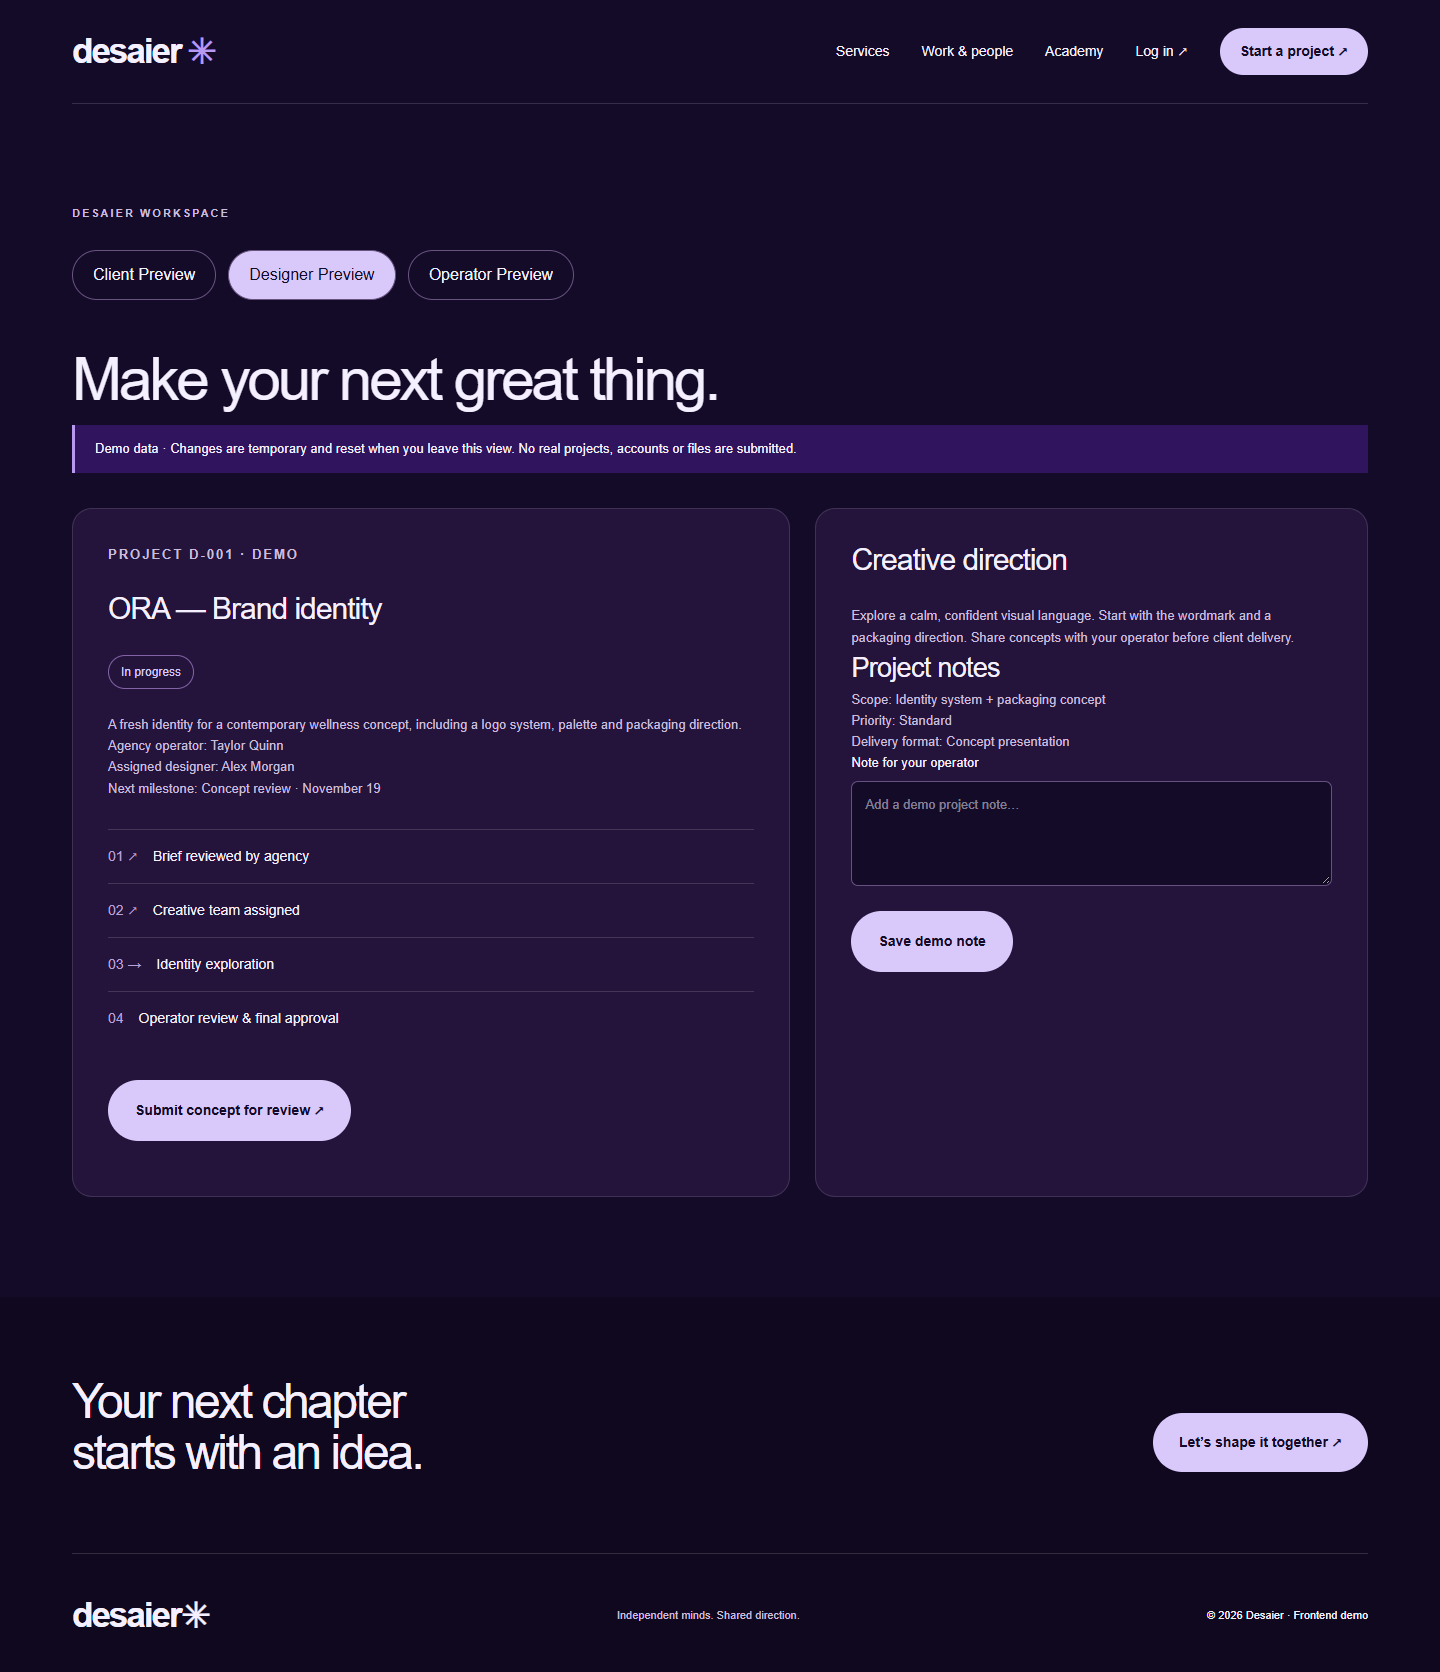 desaier ✳
Services
Work & people
Academy
Log in ↗
Start a project ↗
DESAIER WORKSPACE
Client Preview
Designer Preview
Operator Preview
Make your next great thing.
Demo data · Changes are temporary and reset when you leave this view. No real projects, accounts or files are submitted.
PROJECT D-001 · DEMO
ORA — Brand identity
In progress
A fresh identity for a contemporary wellness concept, including a logo system, palette and packaging direction.
Agency operator: Taylor Quinn
Assigned designer: Alex Morgan
Next milestone: Concept review · November 19
01 ↗ Brief reviewed by agency
02 ↗ Creative team assigned
03 → Identity exploration
04 Operator review & final approval
Submit concept for review ↗
Creative direction
Explore a calm, confident visual language. Start with the wordmark and a
packaging direction. Share concepts with your operator before client delivery.
Project notes
Scope: Identity system + packaging concept
Priority: Standard
Delivery format: Concept presentation
Note for your operator
Add a demo project note…
Save demo note
Your next chapter
starts with an idea.
Let’s shape it together ↗
desaier✳
Independent minds. Shared direction.
© 2026 Desaier · Frontend demo